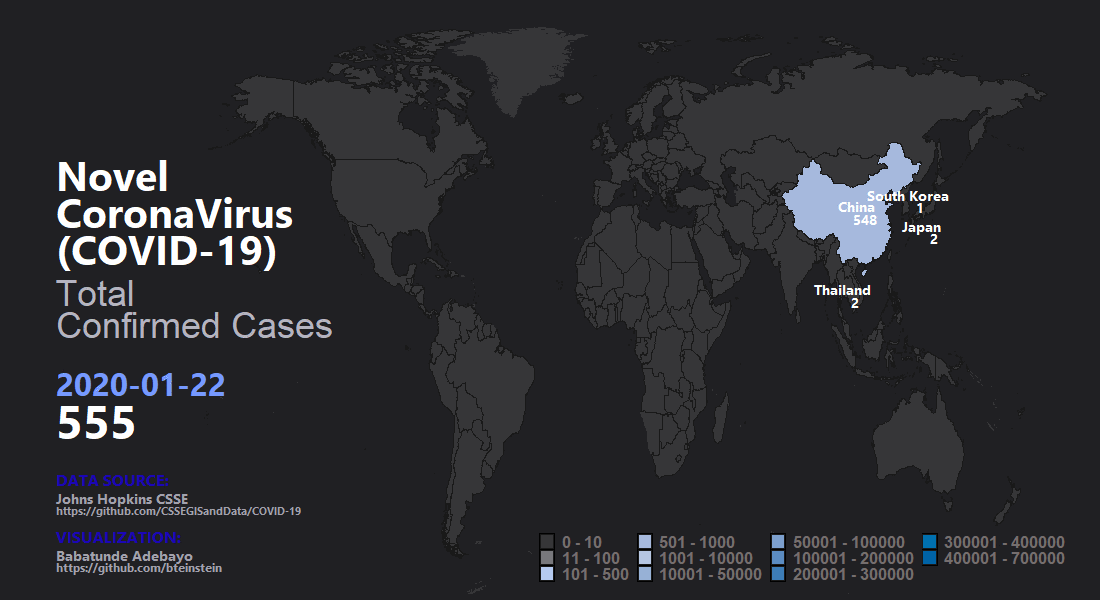 Novel
CoronaVirus
(COVID-19)
Total
Confirmed Cases
2020-01-22
555
DATA SOURCE:
Johns Hopkins CSSE
https://github.com/CSSEGISandData/COVID-19
VISUALIZATION:
Babatunde Adebayo
https://github.com/bteinstein
South Korea
1
China
548
Japan
2
Thailand
2
0 - 10
11 - 100
101 - 500
501 - 1000
1001 - 10000
10001 - 50000
50001 - 100000
100001 - 200000
200001 - 300000
300001 - 400000
400001 - 700000